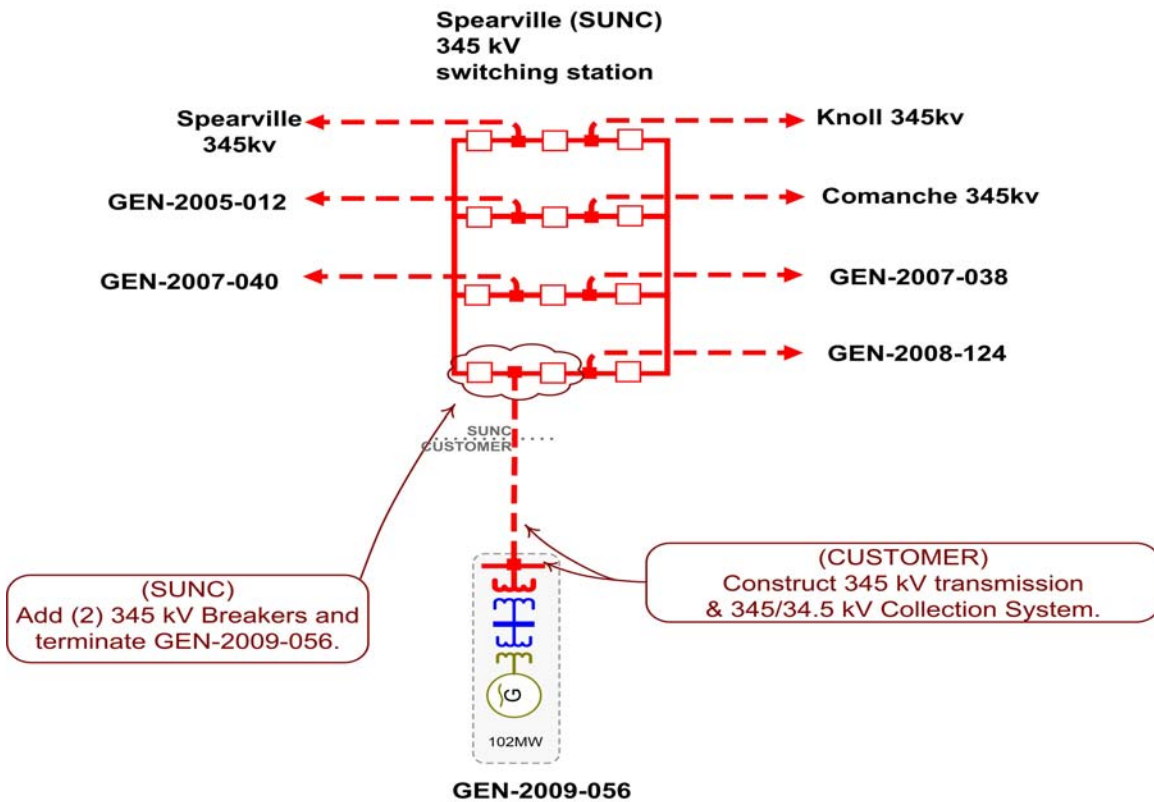 Spearville (SUNC)
345 kV
switching station
Spearville
345kv
Knoll 345kv
GEN-2005-012
Comanche 345kv
GEN-2007-040
GEN-2007-038
GEN-2008-124
SUNC
CUSTOMER
(SUNC)
Add (2) 345 kV Breakers and
terminate GEN-2009-056.
(CUSTOMER)
Construct 345 kV transmission
& 345/34.5 kV Collection System.
G
102MW
GEN-2009-056